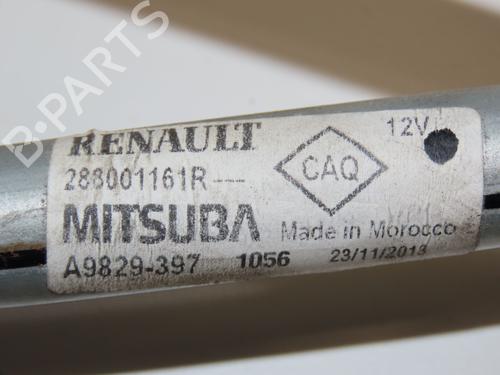 B-PARTS
RENAULT
12V
288001161R---
CAQ
MITSUBA
Made in Morocco
A9829-397 1056 23/11/2013